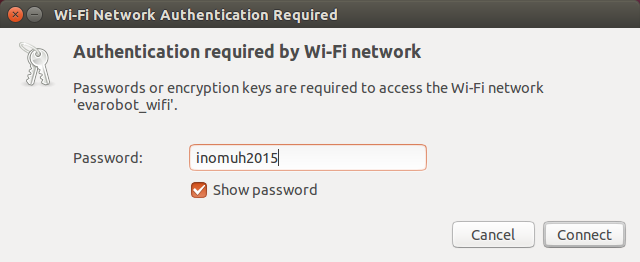 Wi-Fi Network Authentication Required
Authentication required by Wi-Fi network
Passwords or encryption keys are required to access the Wi-Fi network
'evarobot_wifi'.
Password: inomuh2015
Show password
Cancel Connect